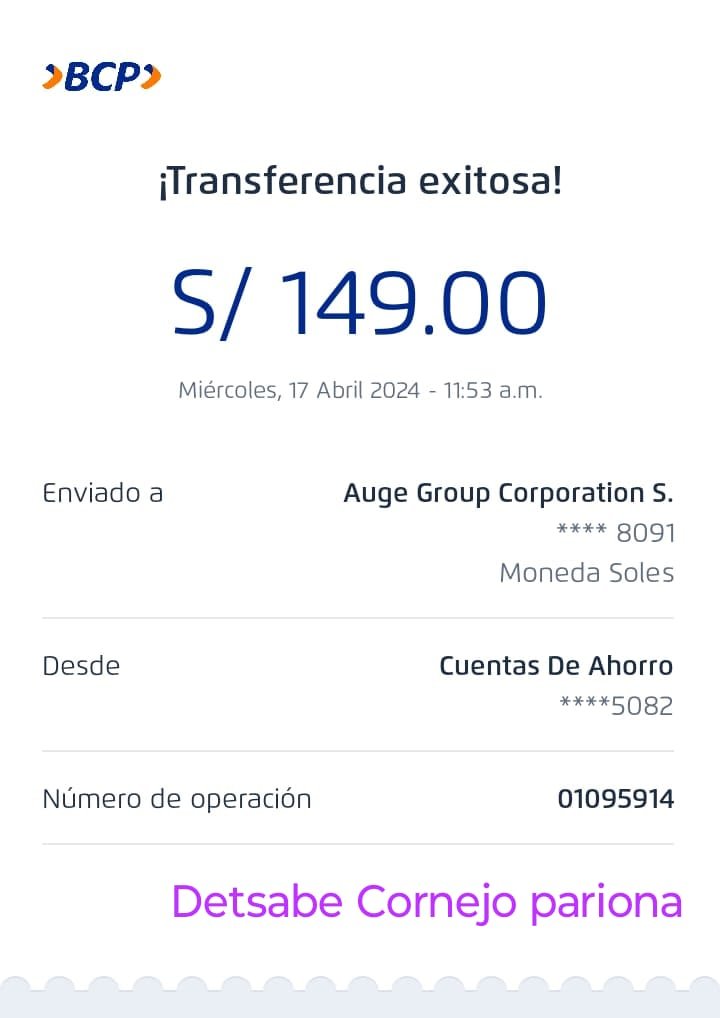 BCP
¡Transferencia exitosa!
S/ 149.00
Miércoles, 17 Abril 2024 - 11:53 a.m.
Enviado a Auge Group Corporation S.
**** 8091
Moneda Soles
Desde Cuentas De Ahorro
****5082
Número de operación 01095914
Detsabe Cornejo pariona